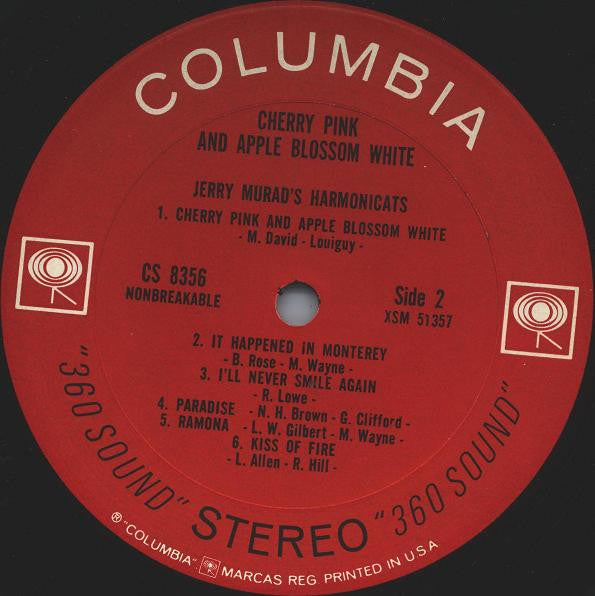 COLUMBIA
CHERRY PINK
AND APPLE BLOSSOM WHITE
JERRY MURAD'S HARMONICATS
1. CHERRY PINK AND APPLE BLOSSOM WHITE
- M. David - Louiguy -
CS 8356
NONBREAKABLE
Side 2
XSM 51357
2. IT HAPPENED IN MONTEREY
- B. Rose - M. Wayne -
3. I'LL NEVER SMILE AGAIN
- R. Lowe -
4. PARADISE - N. H. Brown - G. Clifford -
5. RAMONA - L. W. Gilbert - M. Wayne -
6. KISS OF FIRE
- L. Allen - R. Hill -
"360 SOUND" STEREO "360 SOUND"
® "COLUMBIA" MARCAS REG. PRINTED IN U S A